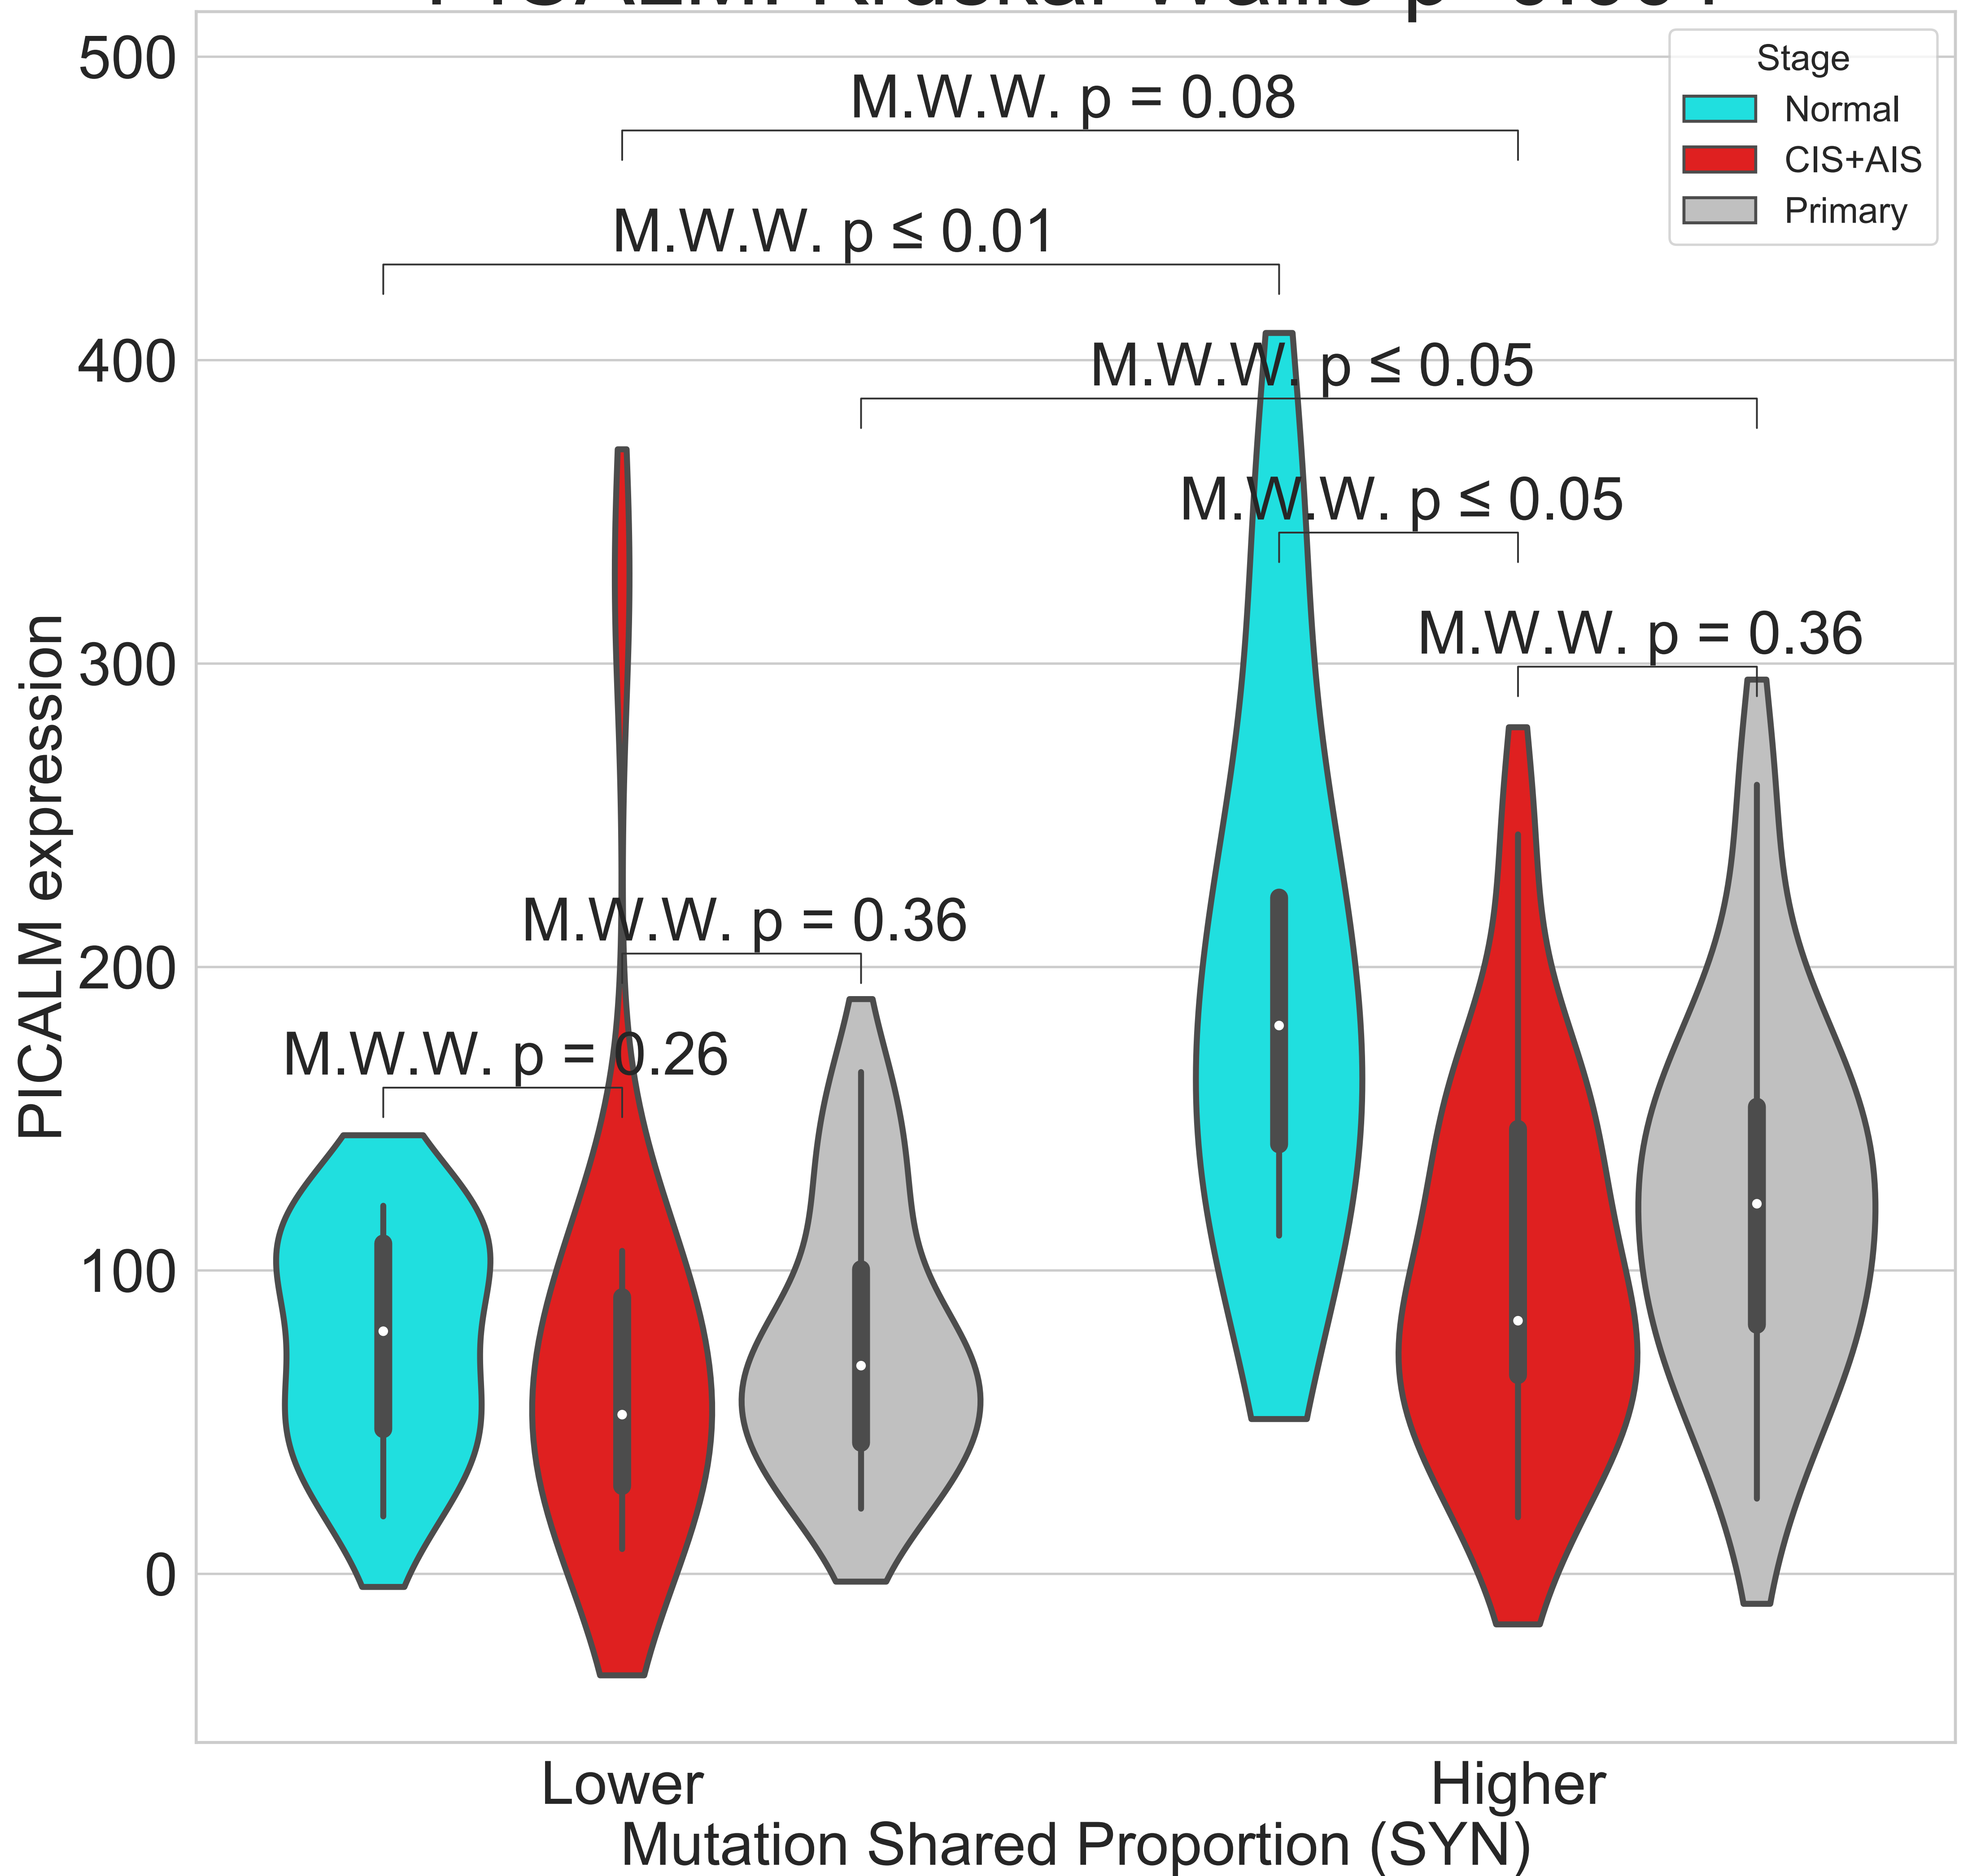 500
400
300
200
100
0
PICALM expression
Stage
Normal
CIS+AIS
Primary
M.W.W. p = 0.08
M.W.W. p ≤ 0.01
M.W.W. p ≤ 0.05
M.W.W. p ≤ 0.05
M.W.W. p = 0.36
M.W.W. p = 0.36
M.W.W. p = 0.26
Lower Higher
Mutation Shared Proportion (SYN)